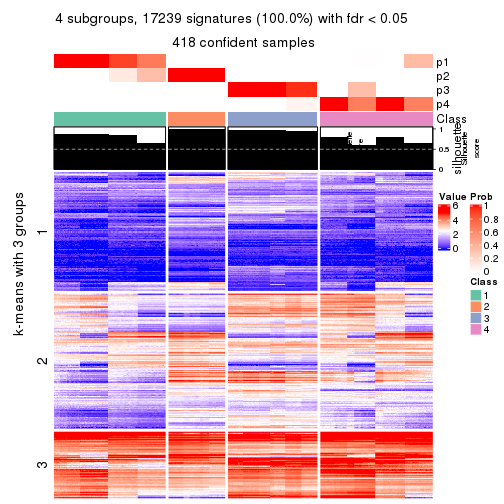 4 subgroups, 17239 signatures (100.0%) with fdr < 0.05
418 confident samples
p1
p2
p3
p4
Class
1
0.5
0
silhouette
Silhouette
score
k-means with 3 groups
1
2
3
Value
6
4
2
0
Prob
1
0.8
0.6
0.4
0.2
0
Class
1
2
3
4